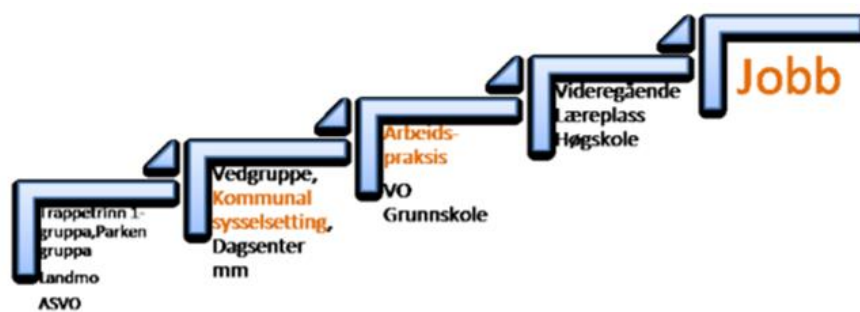 Trappetrinn 1-
gruppa,Parken
gruppa
Landmo
ASVO
Vedgruppe,
Kommunal
sysselsetting,
Dagsenter
mm
Arbeids-
praksis
VO
Grunnskole
Videregående
Læreplass
Høgskole
Jobb